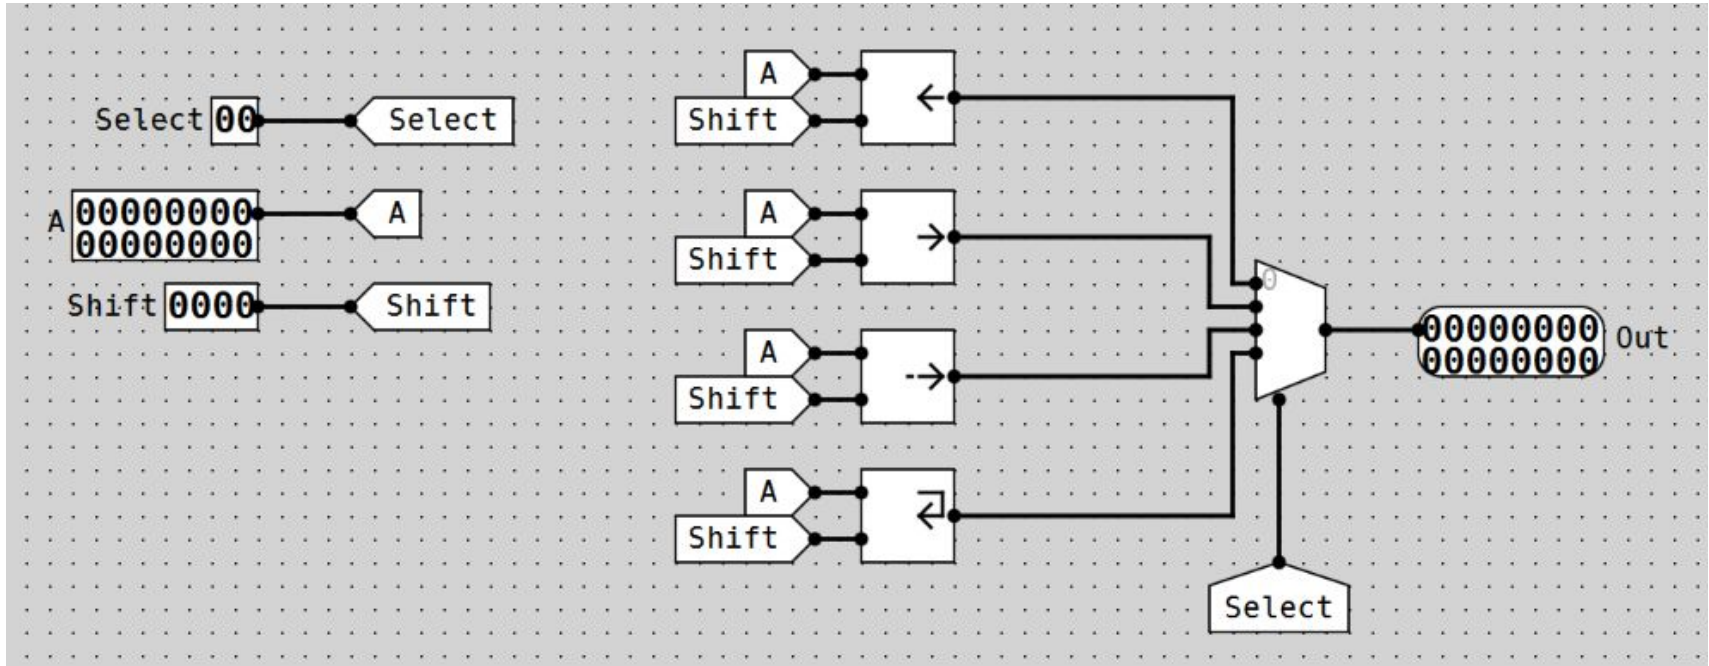 Select 00 Select
A 00000000
00000000 A
Shift 0000 Shift
A
Shift
A
Shift
A
Shift
A
Shift
0
00000000
00000000 Out
Select